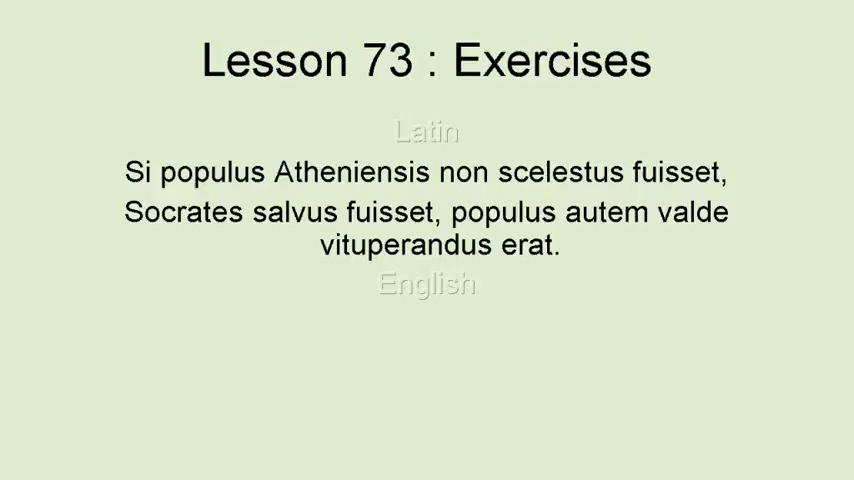 Lesson 73 : Exercises
Latin
Si populus Atheniensis non scelestus fuisset,
Socrates salvus fuisset, populus autem valde
vituperandus erat.
English